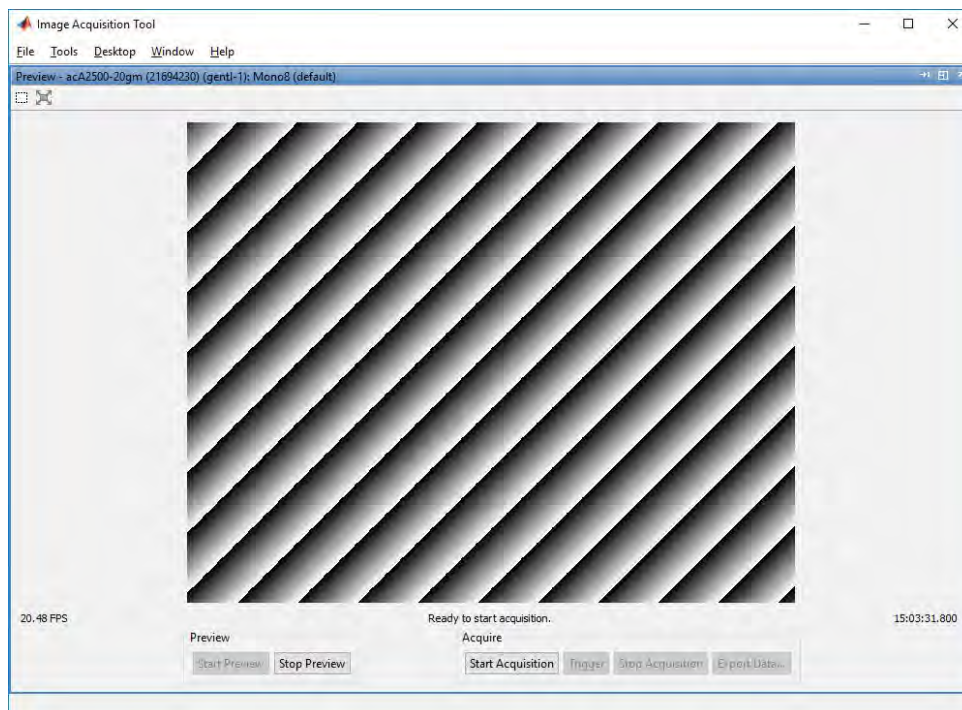 Image Acquisition Tool
File Tools Desktop Window Help
Preview - acA2500-20gm (21694230) (gentl-1): Mono8 (default)
20.48 FPS Ready to start acquisition. 15:03:31.800
Preview Acquire
Start Preview Stop Preview Start Acquisition Trigger Stop Acquisition Export Data...